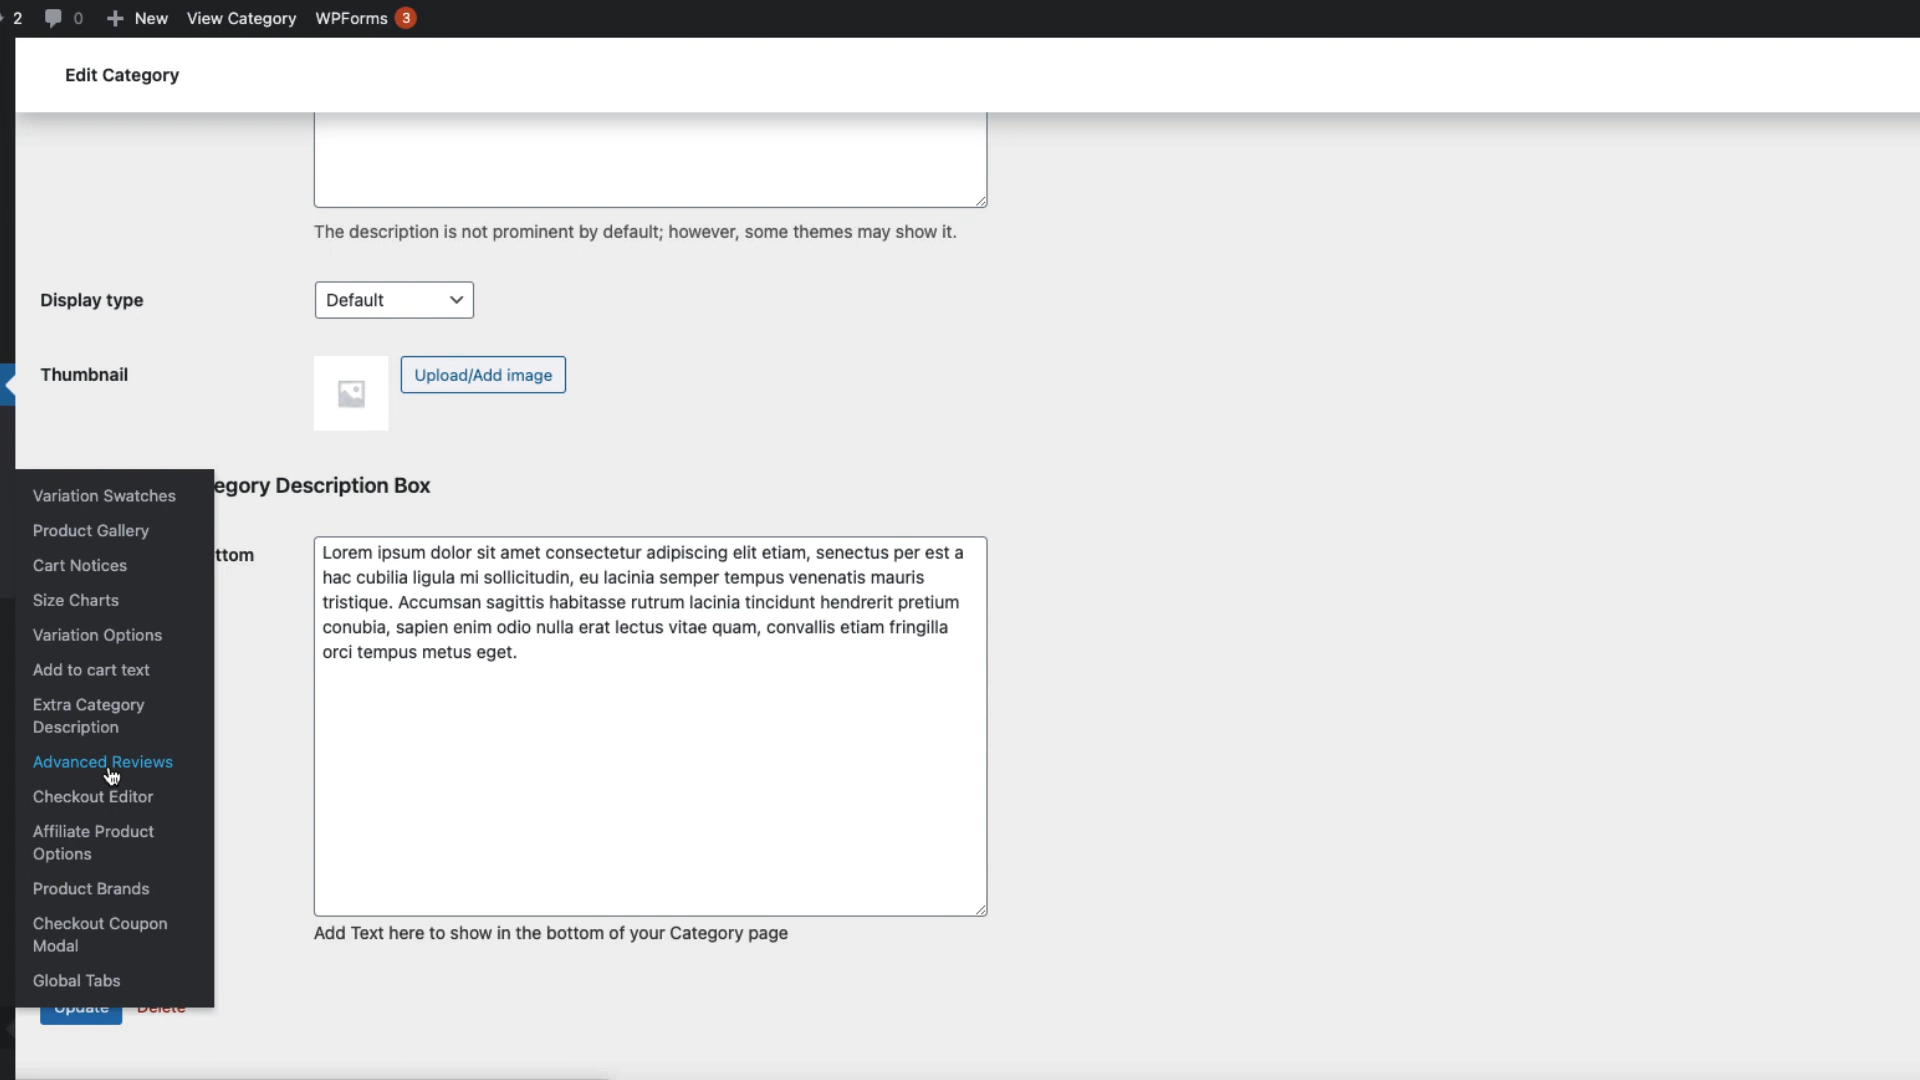 2 0 New View Category WPForms 3
Edit Category
The description is not prominent by default; however, some themes may show it.
Display type Default
Thumbnail Upload/Add image
egory Description Box
Variation Swatches
Product Gallery
Cart Notices
Size Charts
Variation Options
Add to cart text
Extra Category
Description
Advanced Reviews
Checkout Editor
Affiliate Product
Options
Product Brands
Checkout Coupon
Modal
Global Tabs
ttom
Lorem ipsum dolor sit amet consectetur adipiscing elit etiam, senectus per est a
hac cubilia ligula mi sollicitudin, eu lacinia semper tempus venenatis mauris
tristique. Accumsan sagittis habitasse rutrum lacinia tincidunt hendrerit pretium
conubia, sapien enim odio nulla erat lectus vitae quam, convallis etiam fringilla
orci tempus metus eget.
Add Text here to show in the bottom of your Category page
Update Delete